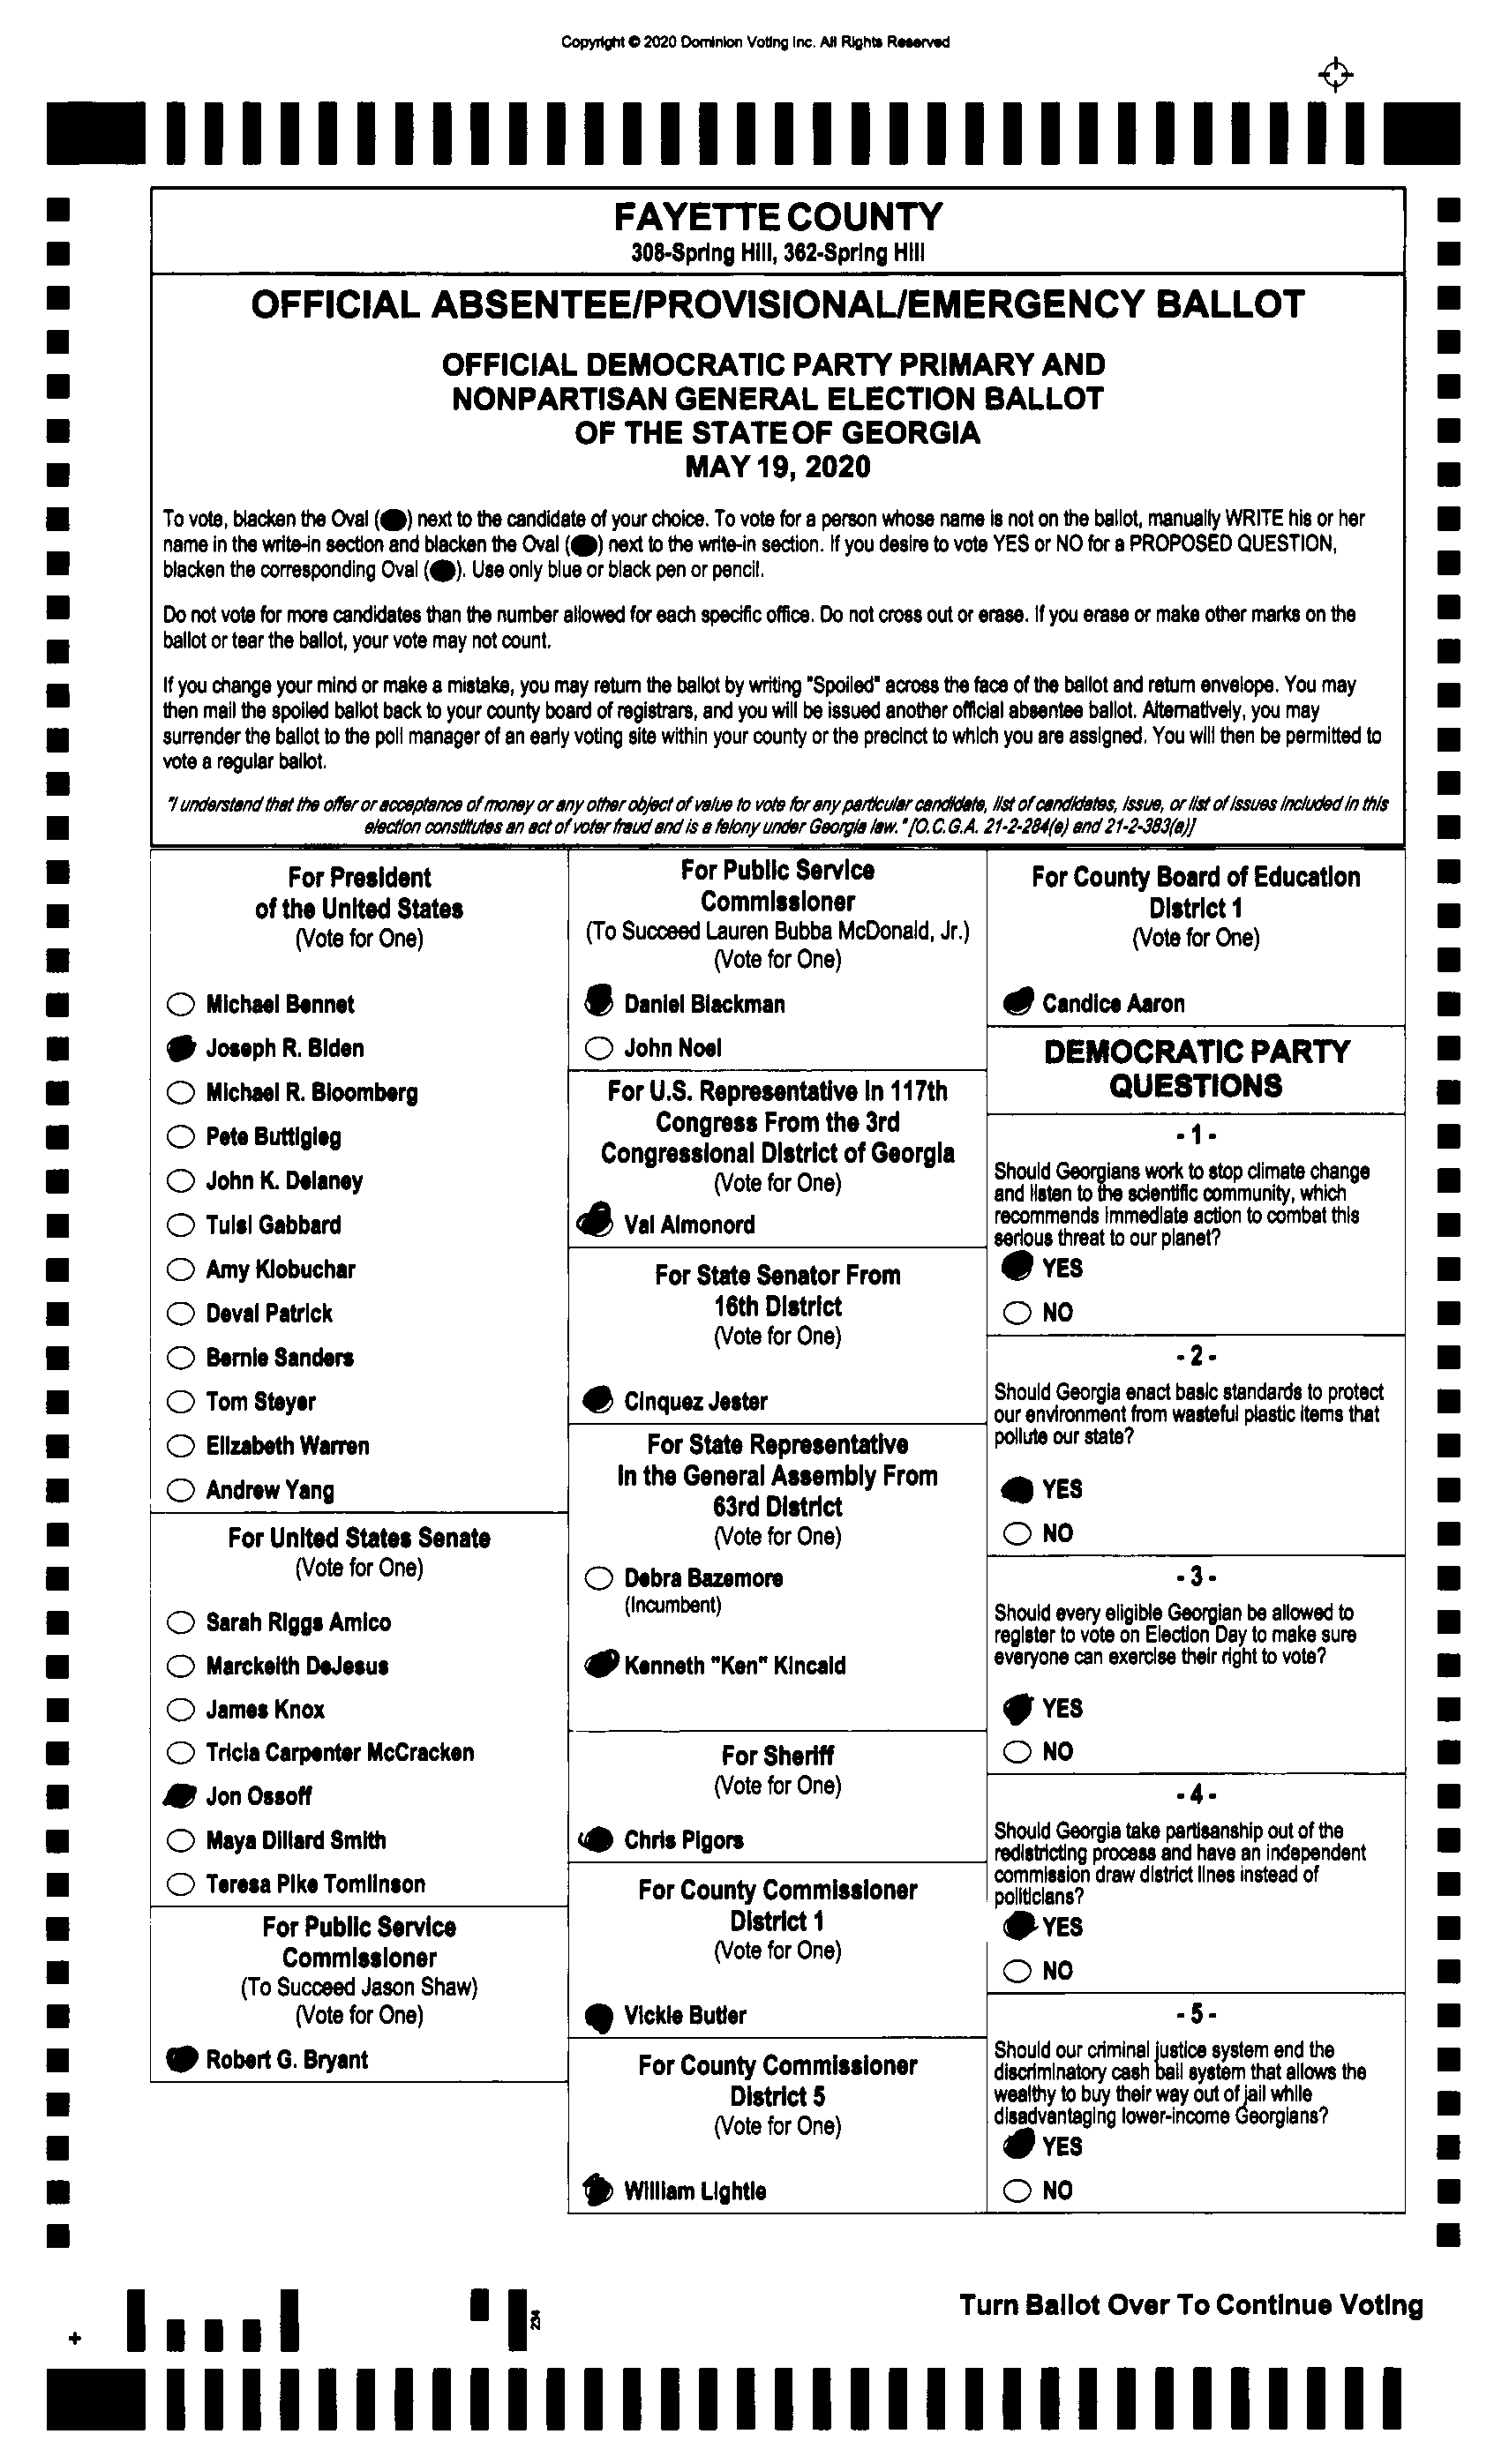 Copyright © 2020 Dominion Voting Inc. All Rights Reserved
FAYETTE COUNTY
308-Spring Hill, 362-Spring Hill
OFFICIAL ABSENTEE/PROVISIONAL/EMERGENCY BALLOT
OFFICIAL DEMOCRATIC PARTY PRIMARY AND
NONPARTISAN GENERAL ELECTION BALLOT
OF THE STATE OF GEORGIA
MAY 19, 2020
To vote, blacken the Oval (⬬) next to the candidate of your choice. To vote for a person whose name is not on the ballot, manually WRITE his or her
name in the write-in section and blacken the Oval (⬬) next to the write-in section. If you desire to vote YES or NO for a PROPOSED QUESTION,
blacken the corresponding Oval (⬬). Use only blue or black pen or pencil.
Do not vote for more candidates than the number allowed for each specific office. Do not cross out or erase. If you erase or make other marks on the
ballot or tear the ballot, your vote may not count.
If you change your mind or make a mistake, you may return the ballot by writing "Spoiled" across the face of the ballot and return envelope. You may
then mail the spoiled ballot back to your county board of registrars, and you will be issued another official absentee ballot. Alternatively, you may
surrender the ballot to the poll manager of an early voting site within your county or the precinct to which you are assigned. You will then be permitted to
vote a regular ballot.
"I understand that the offer or acceptance of money or any other object of value to vote for any particular candidate, list of candidates, issue, or list of issues included in this
election constitutes an act of voter fraud and is a felony under Georgia law." [O.C.G.A. 21-2-284(e) and 21-2-383(a)]
For President
of the United States
(Vote for One)
Michael Bennet
Joseph R. Biden
Michael R. Bloomberg
Pete Buttigieg
John K. Delaney
Tulsi Gabbard
Amy Klobuchar
Deval Patrick
Bernie Sanders
Tom Steyer
Elizabeth Warren
Andrew Yang
For United States Senate
(Vote for One)
Sarah Riggs Amico
Marckeith DeJesus
James Knox
Tricia Carpenter McCracken
Jon Ossoff
Maya Dillard Smith
Teresa Pike Tomlinson
For Public Service
Commissioner
(To Succeed Jason Shaw)
(Vote for One)
Robert G. Bryant
For Public Service
Commissioner
(To Succeed Lauren Bubba McDonald, Jr.)
(Vote for One)
Daniel Blackman
John Noel
For U.S. Representative in 117th
Congress From the 3rd
Congressional District of Georgia
(Vote for One)
Val Almonord
For State Senator From
16th District
(Vote for One)
Cinquez Jester
For State Representative
In the General Assembly From
63rd District
(Vote for One)
Debra Bazemore
(Incumbent)
Kenneth "Ken" Kincaid
For Sheriff
(Vote for One)
Chris Pigors
For County Commissioner
District 1
(Vote for One)
Vickie Butler
For County Commissioner
District 5
(Vote for One)
William Lightle
For County Board of Education
District 1
(Vote for One)
Candice Aaron
DEMOCRATIC PARTY
QUESTIONS
- 1 -
Should Georgians work to stop climate change
and listen to the scientific community, which
recommends immediate action to combat this
serious threat to our planet?
YES
NO
- 2 -
Should Georgia enact basic standards to protect
our environment from wasteful plastic items that
pollute our state?
YES
NO
- 3 -
Should every eligible Georgian be allowed to
register to vote on Election Day to make sure
everyone can exercise their right to vote?
YES
NO
- 4 -
Should Georgia take partisanship out of the
redistricting process and have an independent
commission draw district lines instead of
politicians?
YES
NO
- 5 -
Should our criminal justice system end the
discriminatory cash bail system that allows the
wealthy to buy their way out of jail while
disadvantaging lower-income Georgians?
YES
NO
Turn Ballot Over To Continue Voting
234